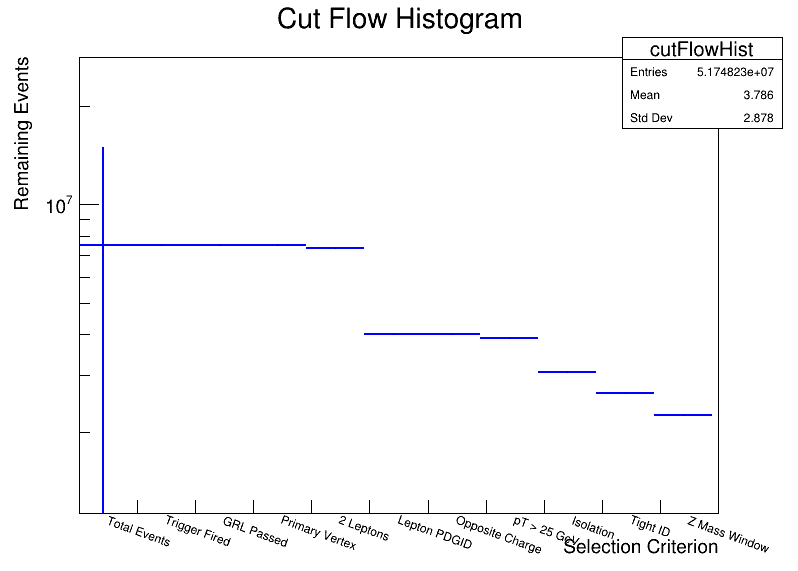 Cut Flow Histogram
cutFlowHist
Entries 5.174823e+07
Mean 3.786
Std Dev 2.878
Remaining Events
10^7
Total Events
Trigger Fired
GRL Passed
Primary Vertex
2 Leptons
Lepton PDGID
Opposite Charge
pT > 25 GeV
Isolation
Tight ID
Z Mass Window
Selection Criterion